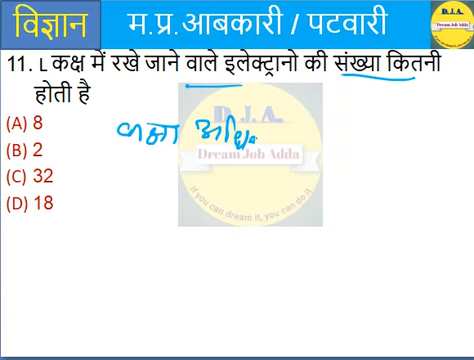 विज्ञान
म.प्र.आबकारी / पटवारी
D.J.A.
Dream Job Adda
11. L कक्ष में रखे जाने वाले इलेक्ट्रानो की संख्या कितनी
होती है
(A) 8
(B) 2
(C) 32
(D) 18
D.J.A.
Dream Job Adda
if you can dream it, you can do it